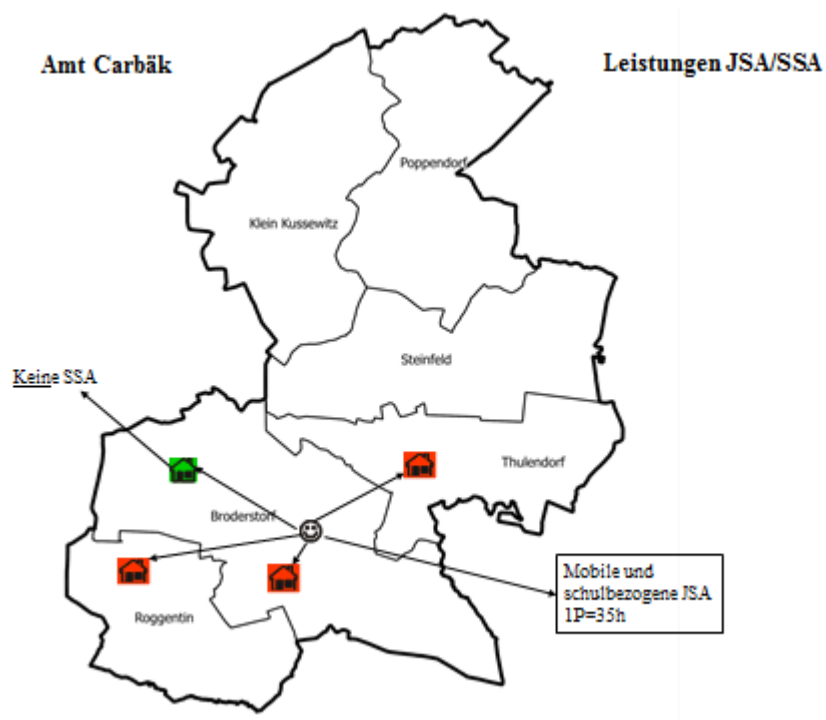 Amt Carbäk
Leistungen JSA/SSA
Poppendorf
Klein Kussewitz
Steinfeld
Keine SSA
Thulendorf
Broderstorf
Mobile und
schulbezogene JSA
1P=35h
Roggentin